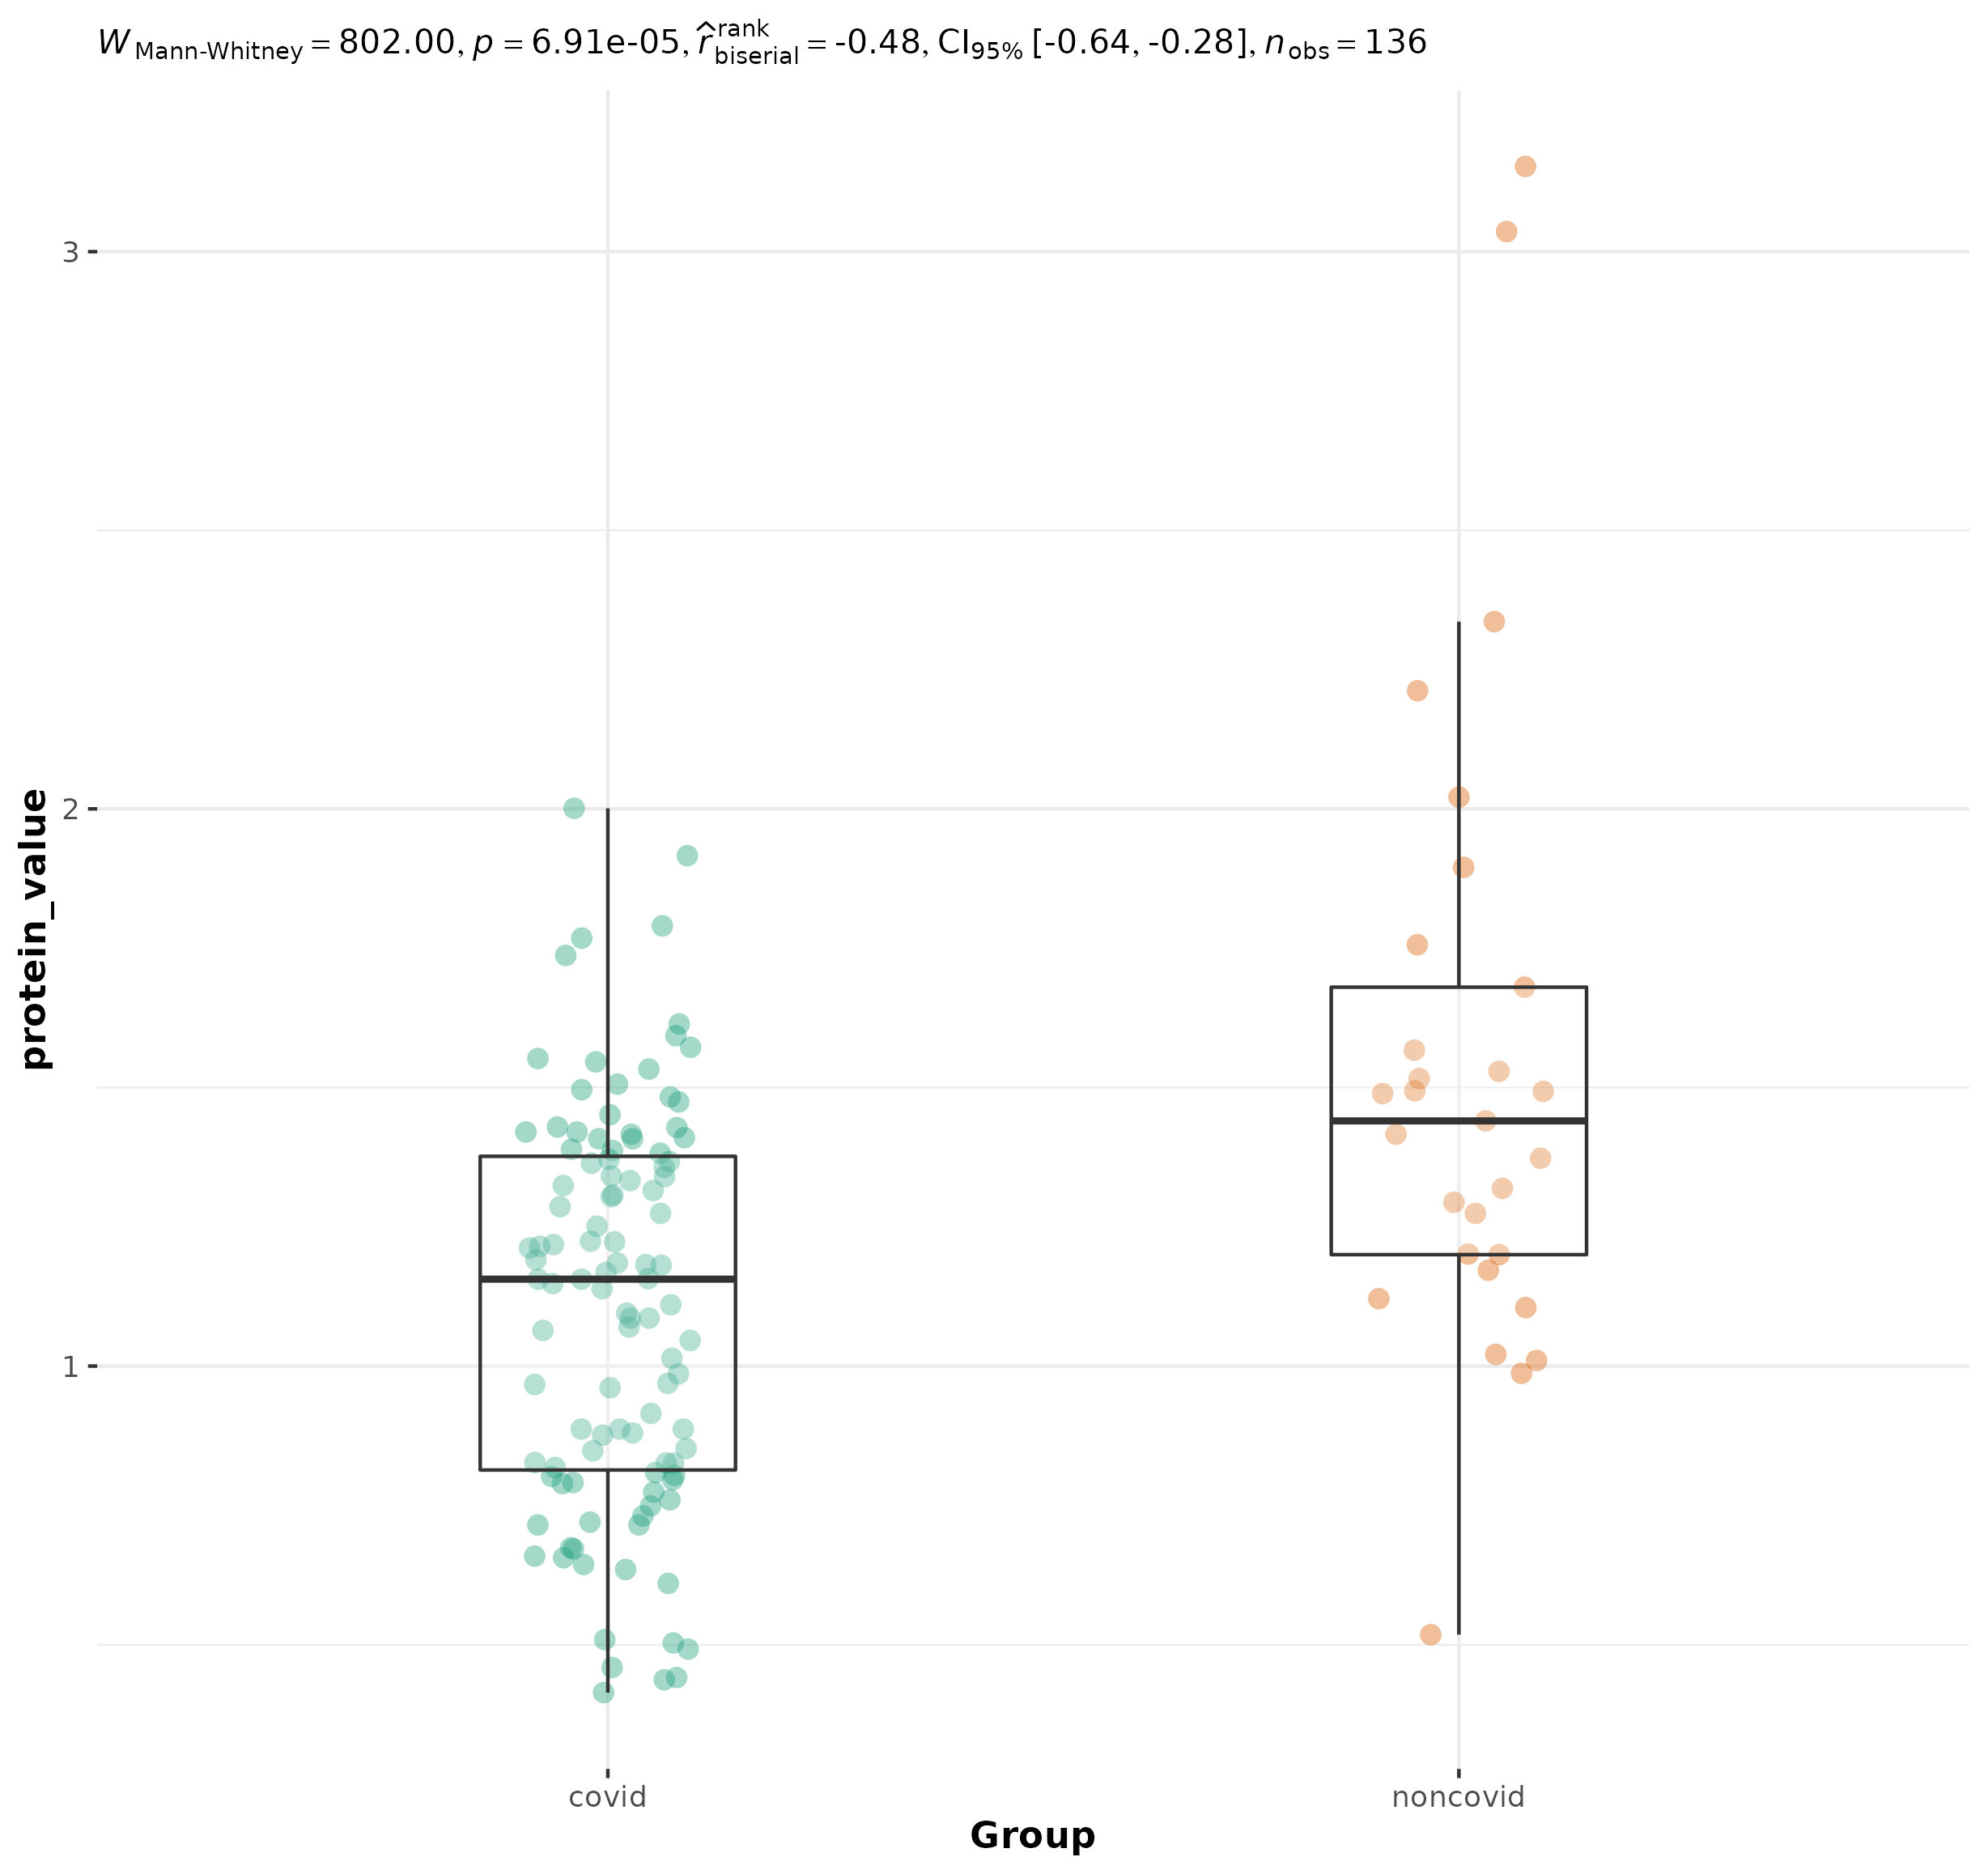 W Mann-Whitney = 802.00, p = 6.91e-05, r̂ rank biserial = -0.48, CI95% [-0.64, -0.28], n obs = 136
protein_value
3
2
1
covid noncovid
Group